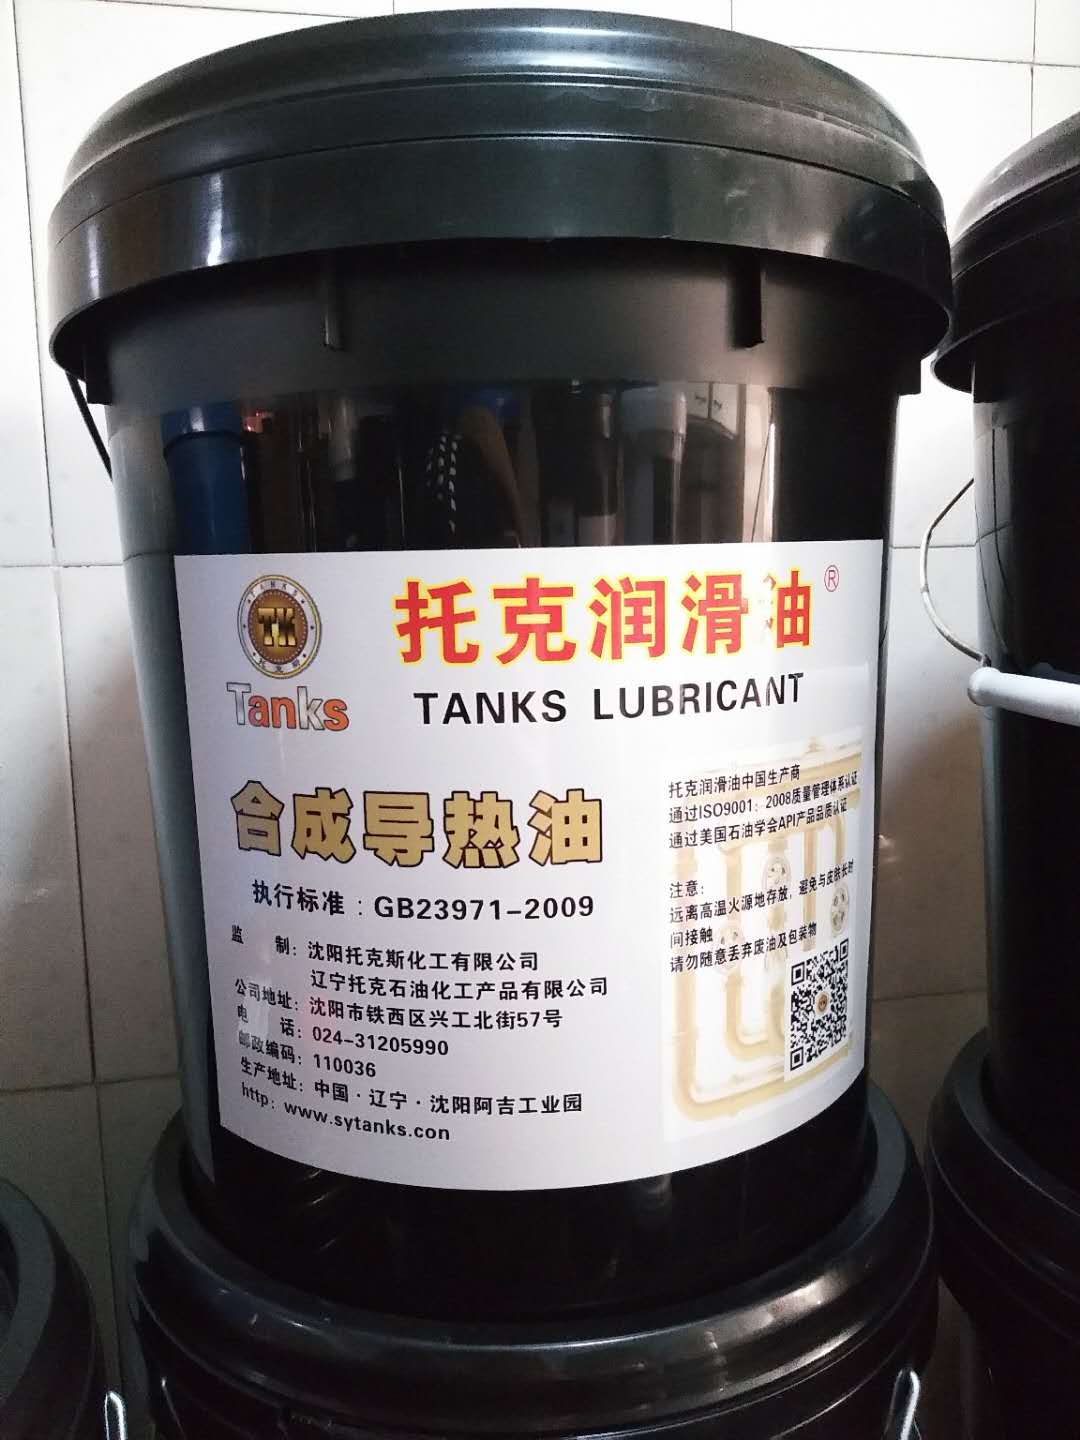 TANKS
TK
托克斯
Tanks
托克润滑油®
TANKS LUBRICANT
合成导热油
执行标准：GB23971-2009
监 制：沈阳托克斯化工有限公司
辽宁托克石油化工产品有限公司
公司地址：沈阳市铁西区兴工北街57号
电 话：024-31205990
邮政编码：110036
生产地址：中国·辽宁·沈阳阿吉工业园
http：www.sytanks.con
托克润滑油中国生产商
通过ISO9001：2008质量管理体系认证
通过美国石油学会API产品品质认证
注意：
远离高温火源地存放，避免与皮肤长时
间接触
请勿随意丢弃废油及包装物